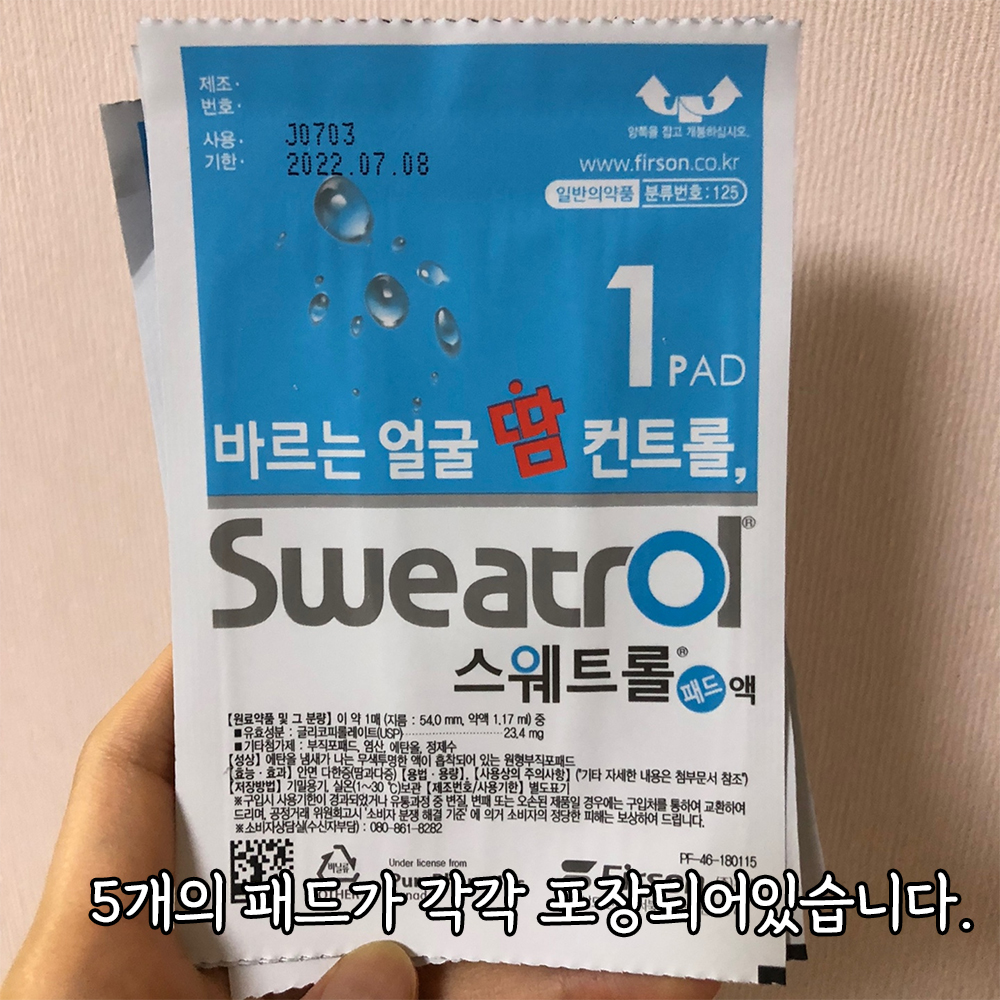 제조·
번호·
사용·
기한·
J0703
2022.07.08
양쪽을 잡고 개봉하십시오.
www.firson.co.kr
일반의약품 분류번호:125
1PAD
바르는 얼굴 땀 컨트롤,
Sweatrol®
스웨트롤® 패드 액
【원료약품 및 그 분량】 이 약 1매 (지름 : 54.0 mm, 약액 1.17 ml) 중
■유효성분 : 글리코피롤레이트(USP)························23.4 mg
■기타첨가제 : 부직포패드, 염산, 에탄올, 정제수
【성상】 에탄올 냄새가 나는 무색투명한 액이 흡착되어 있는 원형부직포패드
【효능·효과】 안면 다한증(땀과다증) 【용법·용량】, 【사용상의 주의사항】 ("기타 자세한 내용은 첨부문서 참조")
【저장방법】 기밀용기, 실온(1~30 ℃)보관 【제조번호/사용기한】 별도표기
※구입시 사용기한이 경과되었거나 유통과정 중 변질, 변패 또는 오손된 제품일 경우에는 구입처를 통하여 교환하여
드리며, 공정거래 위원회고시 '소비자 분쟁 해결 기준' 에 의거 소비자의 정당한 피해는 보상하여 드립니다.
※소비자상담실(수신자부담) : 080-861-8282
PF-46-180115
바닐류
OTHER
Under license from
Firson
5개의 패드가 각각 포장되어있습니다.